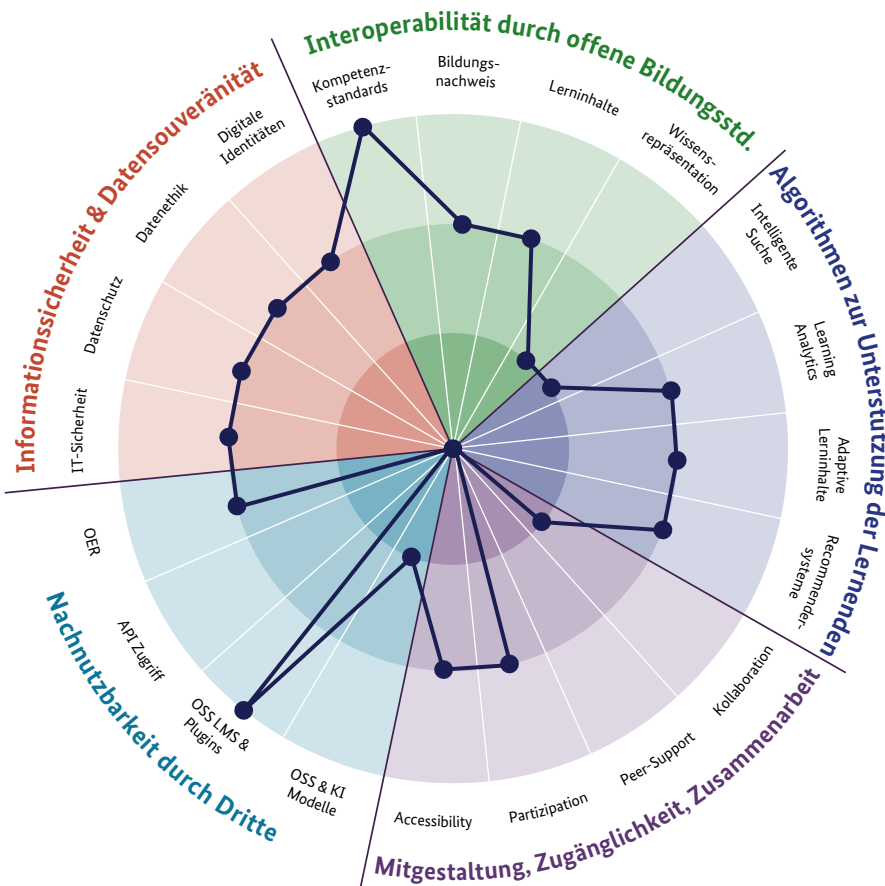 Interoperabilität durch offene Bildungsstd.
Kompetenz-
standards
Bildungs-
nachweis
Lerninhalte
Wissens-
repräsentation
Algorithmen zur Unterstützung der Lernenden
Intelligente
Suche
Learning
Analytics
Adaptive
Lerninhalte
Recommender-
systeme
Mitgestaltung, Zugänglichkeit, Zusammenarbeit
Kollaboration
Peer-Support
Partizipation
Accessibility
Nachnutzbarkeit durch Dritte
OSS & KI
Modelle
OSS LMS &
Plugins
API Zugriff
OER
Informationssicherheit & Datensouveränität
IT-Sicherheit
Datenschutz
Datenethik
Digitale
Identitäten